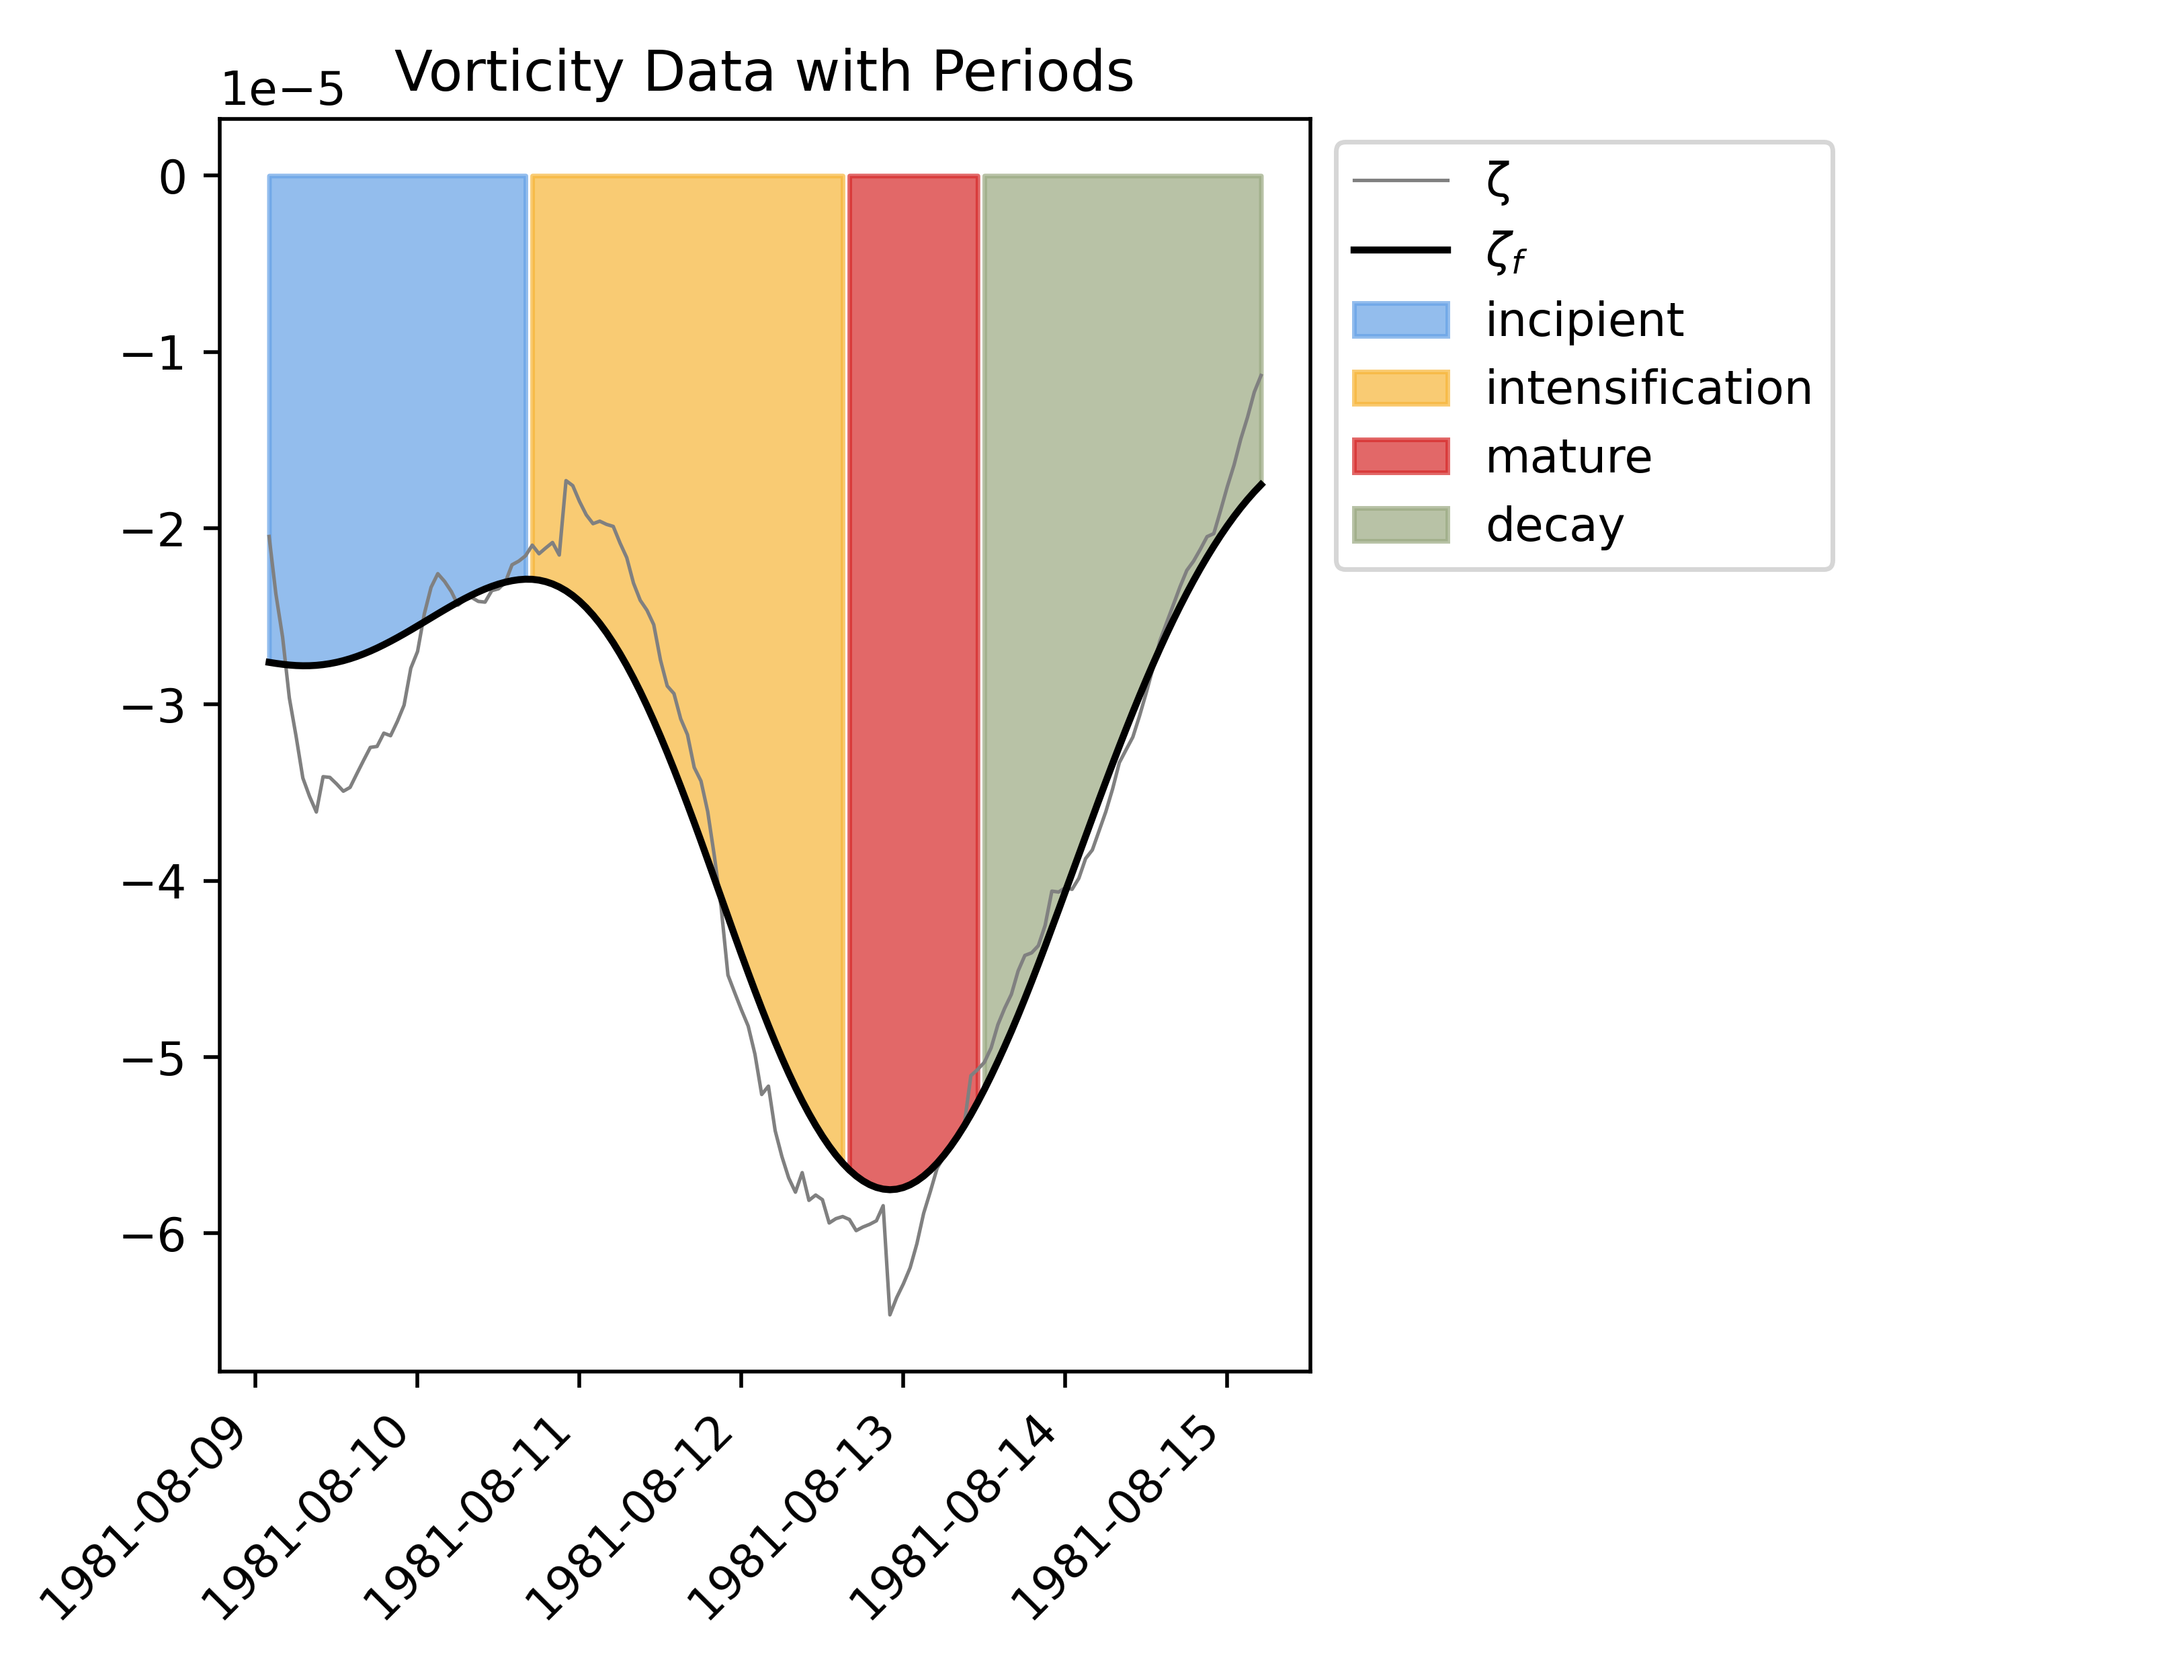 Vorticity Data with Periods
1e−5
0
−1
−2
−3
−4
−5
−6
1981-08-09
1981-08-10
1981-08-11
1981-08-12
1981-08-13
1981-08-14
1981-08-15
ζ
ζf
incipient
intensification
mature
decay